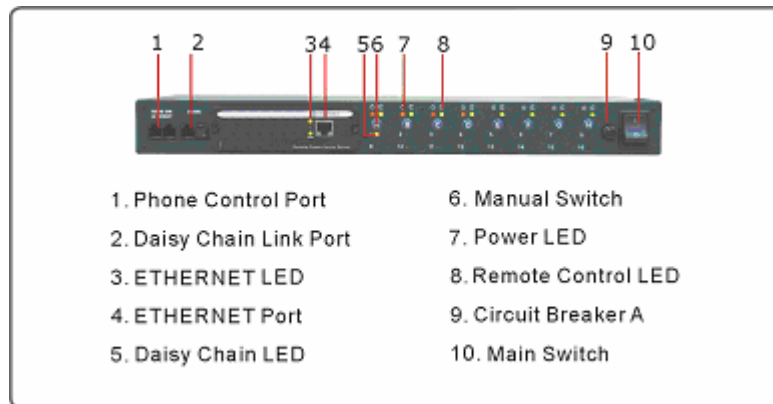 1 2 34 56 7 8 9 10
1. Phone Control Port
2. Daisy Chain Link Port
3. ETHERNET LED
4. ETHERNET Port
5. Daisy Chain LED
6. Manual Switch
7. Power LED
8. Remote Control LED
9. Circuit Breaker A
10. Main Switch